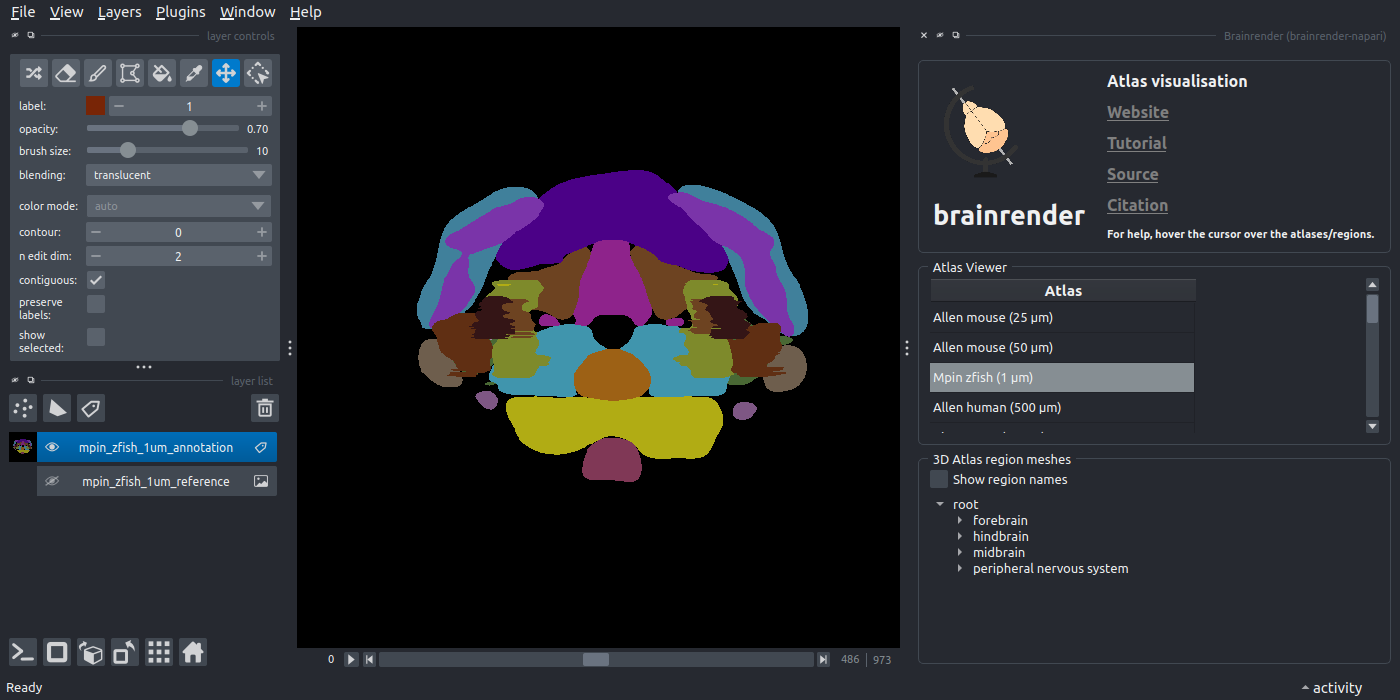 File View Layers Plugins Window Help
layer controls
label:
1
opacity:
0.70
brush size:
10
blending:
translucent
color mode:
auto
contour:
0
n edit dim:
2
contiguous:
preserve
labels:
show
selected:
layer list
mpin_zfish_1um_annotation
mpin_zfish_1um_reference
Ready
0
486 | 973
Brainrender (brainrender-napari)
brainrender
Atlas visualisation
Website
Tutorial
Source
Citation
For help, hover the cursor over the atlases/regions.
Atlas Viewer
Atlas
Allen mouse (25 μm)
Allen mouse (50 μm)
Mpin zfish (1 μm)
Allen human (500 μm)
3D Atlas region meshes
Show region names
root
forebrain
hindbrain
midbrain
peripheral nervous system
activity